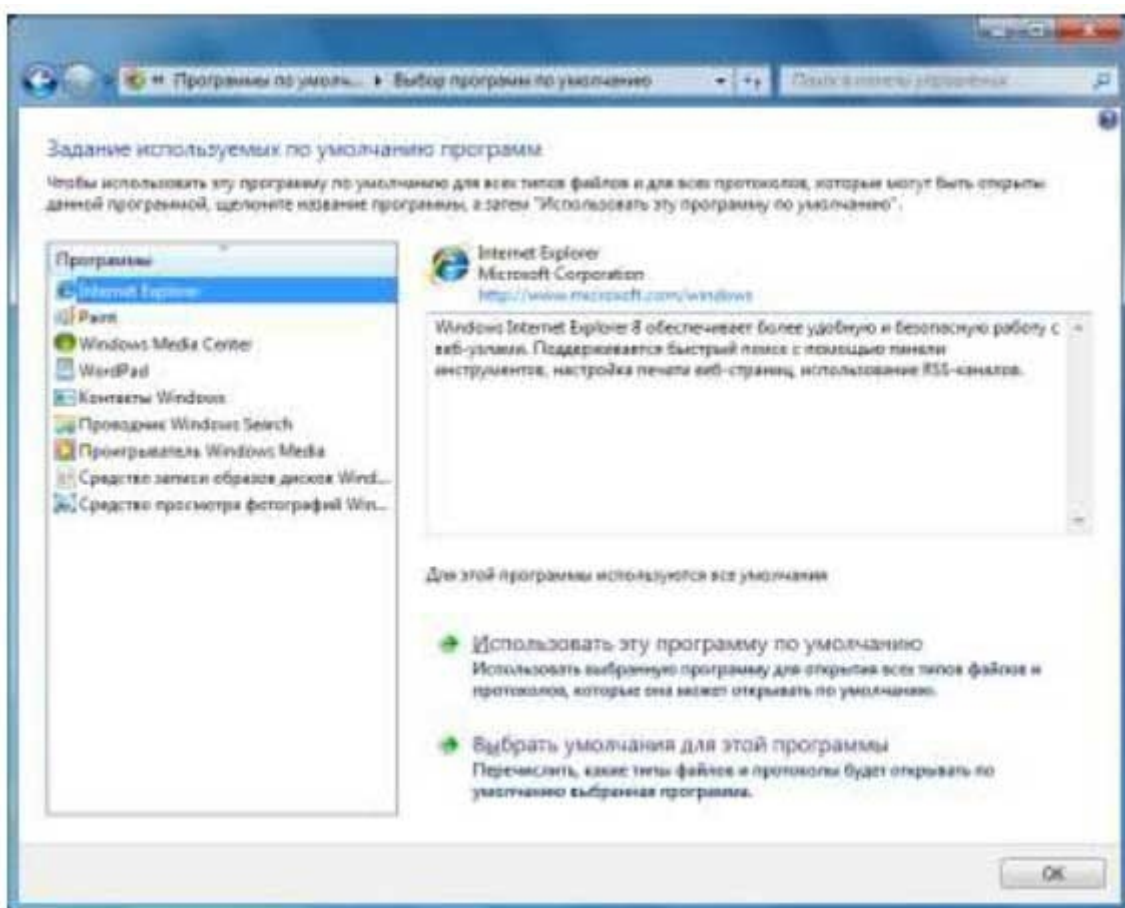 Программы по умолч... Выбор программ по умолчанию Поиск в панели управления
Задание используемых по умолчанию программ
Чтобы использовать эту программу по умолчанию для всех типов файлов и для всех протоколов, которые могут быть открыты
данной программой, щелкните название программы, а затем "Использовать эту программу по умолчанию".
Программы
Internet Explorer
Paint
Windows Media Center
WordPad
Контакты Windows
Проводник Windows Search
Проигрыватель Windows Media
Средство записи образов дисков Wind...
Средство просмотра фотографий Win...
Internet Explorer
Microsoft Corporation
http://www.microsoft.com/windows
Windows Internet Explorer 8 обеспечивает более удобную и безопасную работу с
веб-узлами. Поддерживается быстрый поиск с помощью панели
инструментов, настройка печати веб-страниц, использование RSS-каналов.
Для этой программы используются все умолчания
Использовать эту программу по умолчанию
Использовать выбранную программу для открытия всех типов файлов и
протоколов, которые она может открывать по умолчанию.
Выбрать умолчания для этой программы
Перечислить, какие типы файлов и протоколы будет открывать по
умолчанию выбранная программа.
OK